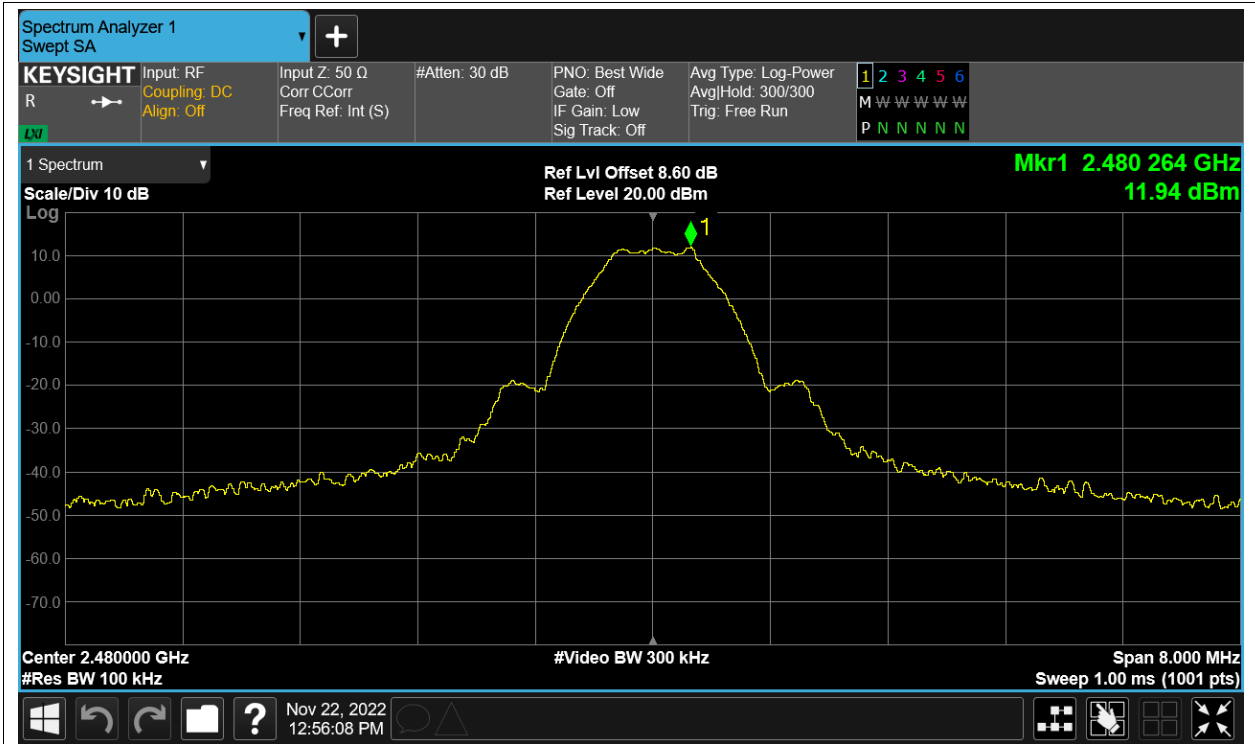 Spectrum Analyzer 1
Swept SA
KEYSIGHT
R
LXI
Input: RF
Coupling: DC
Align: Off
Input Z: 50 Ω
Corr CCorr
Freq Ref: Int (S)
#Atten: 30 dB
PNO: Best Wide
Gate: Off
IF Gain: Low
Sig Track: Off
Avg Type: Log-Power
Avg|Hold: 300/300
Trig: Free Run
1 2 3 4 5 6
M W W W W W W
P N N N N N N
1 Spectrum
Scale/Div 10 dB
Ref Lvl Offset 8.60 dB
Ref Level 20.00 dBm
Mkr1 2.480 264 GHz
11.94 dBm
Log
1
10.0
0.00
-10.0
-20.0
-30.0
-40.0
-50.0
-60.0
-70.0
Center 2.480000 GHz
#Video BW 300 kHz
Span 8.000 MHz
#Res BW 100 kHz
Sweep 1.00 ms (1001 pts)
?
Nov 22, 2022
12:56:08 PM